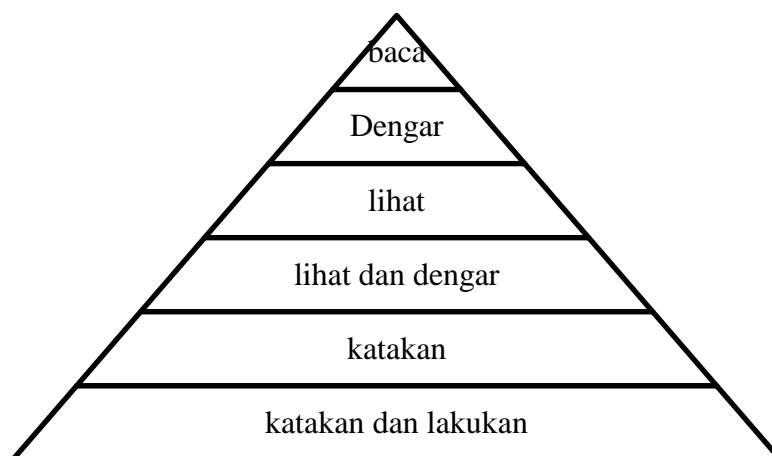 baca
Dengar
lihat
lihat dan dengar
katakan
katakan dan lakukan